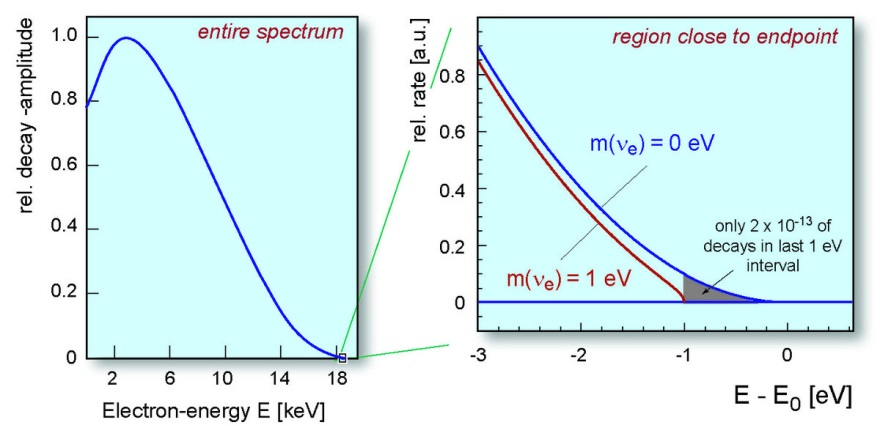 entire spectrum
rel. decay -amplitude
1.0
0.8
0.6
0.4
0.2
0
2
6
10
14
18
Electron-energy E [keV]
region close to endpoint
rel. rate [a.u.]
0.8
0.6
0.4
0.2
0
m(νe) = 0 eV
m(νe) = 1 eV
only 2 x 10⁻¹³ of
decays in last 1 eV
interval
-3
-2
-1
0
E - E₀ [eV]